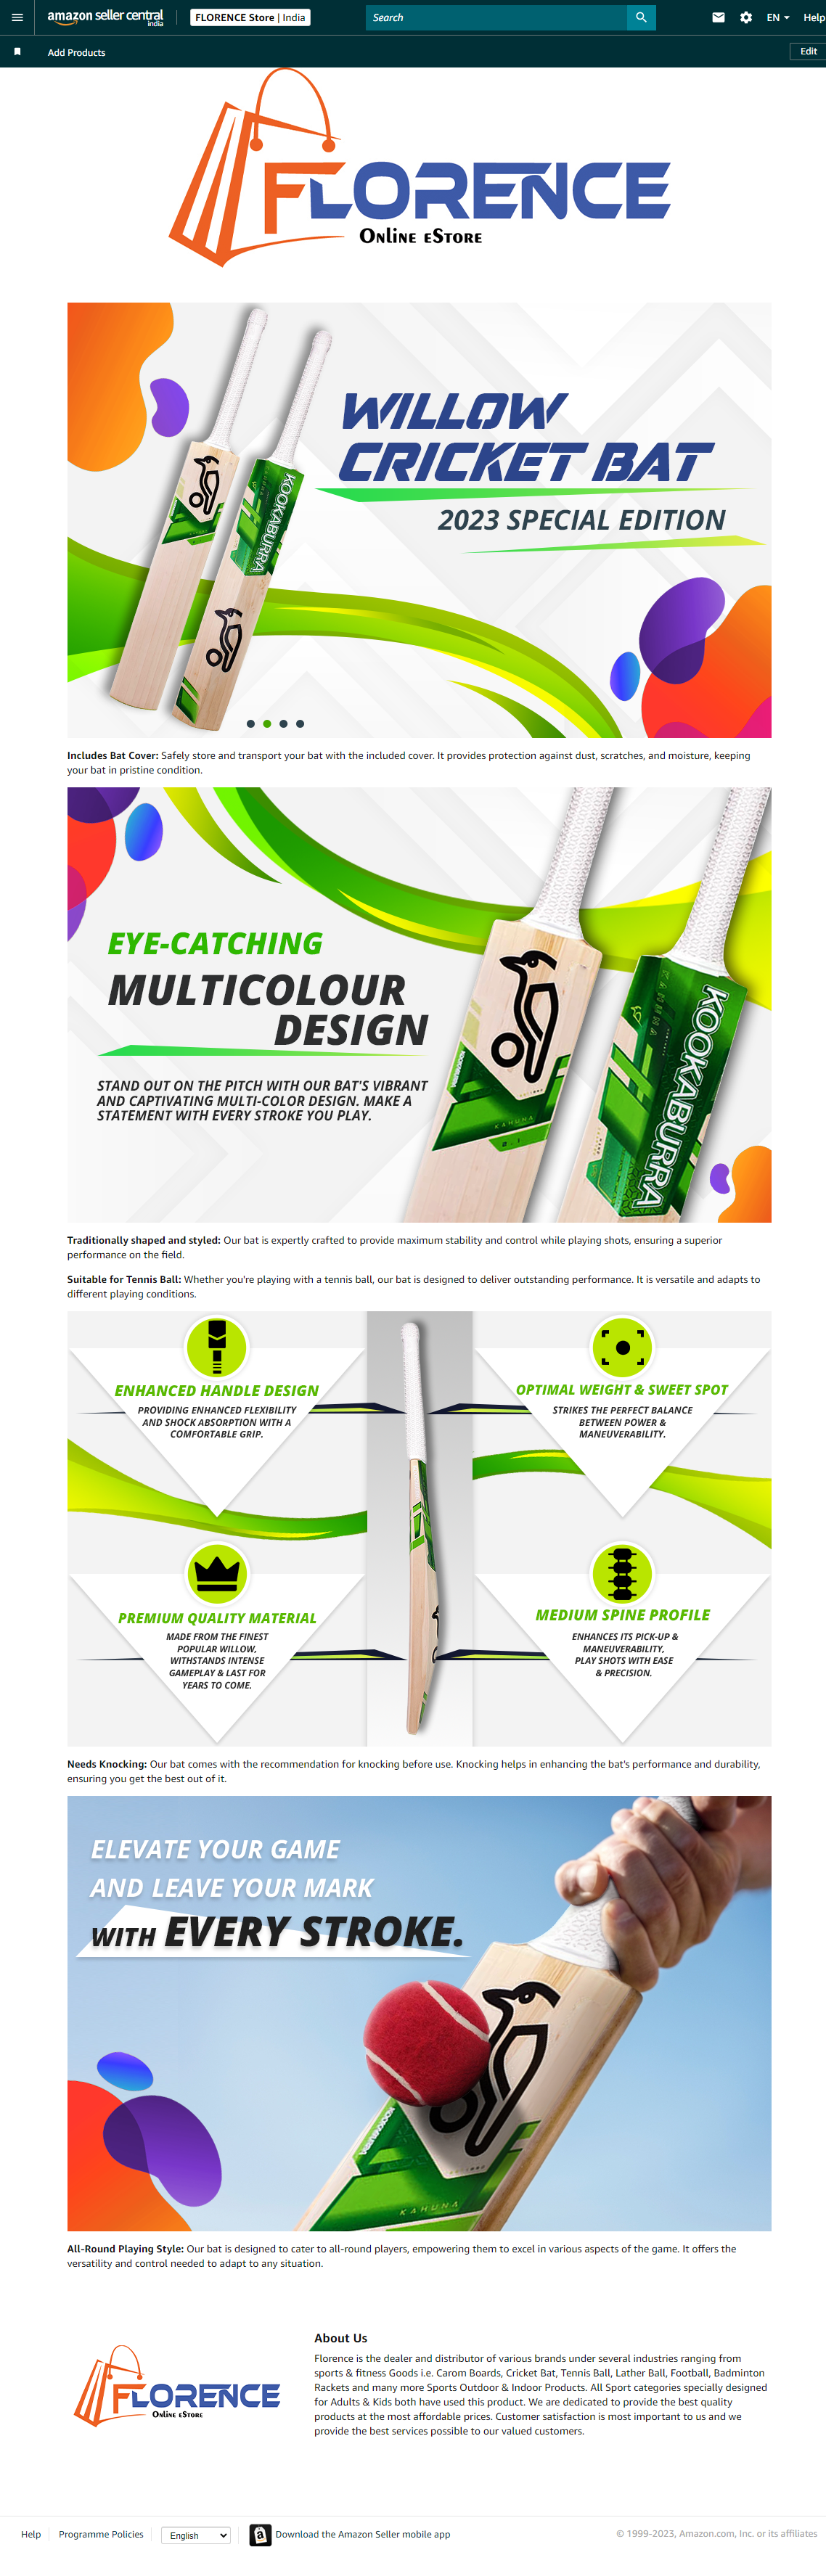 amazon seller central
india
FLORENCE Store | India
Search
EN
Help
Add Products
Edit
FLORENCE
Online eStore
WILLOW
CRICKET BAT
2023 SPECIAL EDITION
KOOKABURRA
Includes Bat Cover: Safely store and transport your bat with the included cover. It provides protection against dust, scratches, and moisture, keeping
your bat in pristine condition.
EYE-CATCHING
MULTICOLOUR
DESIGN
STAND OUT ON THE PITCH WITH OUR BAT'S VIBRANT
AND CAPTIVATING MULTI-COLOR DESIGN. MAKE A
STATEMENT WITH EVERY STROKE YOU PLAY.
KOOKABURRA
KAHUNA
KAHUNA
KOOKABURRA
Traditionally shaped and styled: Our bat is expertly crafted to provide maximum stability and control while playing shots, ensuring a superior
performance on the field.
Suitable for Tennis Ball: Whether you're playing with a tennis ball, our bat is designed to deliver outstanding performance. It is versatile and adapts to
different playing conditions.
ENHANCED HANDLE DESIGN
PROVIDING ENHANCED FLEXIBILITY
AND SHOCK ABSORPTION WITH A
COMFORTABLE GRIP.
OPTIMAL WEIGHT & SWEET SPOT
STRIKES THE PERFECT BALANCE
BETWEEN POWER &
MANEUVERABILITY.
PREMIUM QUALITY MATERIAL
MADE FROM THE FINEST
POPULAR WILLOW,
WITHSTANDS INTENSE
GAMEPLAY & LAST FOR
YEARS TO COME.
MEDIUM SPINE PROFILE
ENHANCES ITS PICK-UP &
MANEUVERABILITY,
PLAY SHOTS WITH EASE
& PRECISION.
Needs Knocking: Our bat comes with the recommendation for knocking before use. Knocking helps in enhancing the bat's performance and durability,
ensuring you get the best out of it.
ELEVATE YOUR GAME
AND LEAVE YOUR MARK
WITH EVERY STROKE.
KOOKABURRA
KAHUNA
All-Round Playing Style: Our bat is designed to cater to all-round players, empowering them to excel in various aspects of the game. It offers the
versatility and control needed to adapt to any situation.
FLORENCE
Online eStore
About Us
Florence is the dealer and distributor of various brands under several industries ranging from
sports & fitness Goods i.e. Carom Boards, Cricket Bat, Tennis Ball, Lather Ball, Football, Badminton
Rackets and many more Sports Outdoor & Indoor Products. All Sport categories specially designed
for Adults & Kids both have used this product. We are dedicated to provide the best quality
products at the most affordable prices. Customer satisfaction is most important to us and we
provide the best services possible to our valued customers.
Help
Programme Policies
English
Download the Amazon Seller mobile app
© 1999-2023, Amazon.com, Inc. or its affiliates